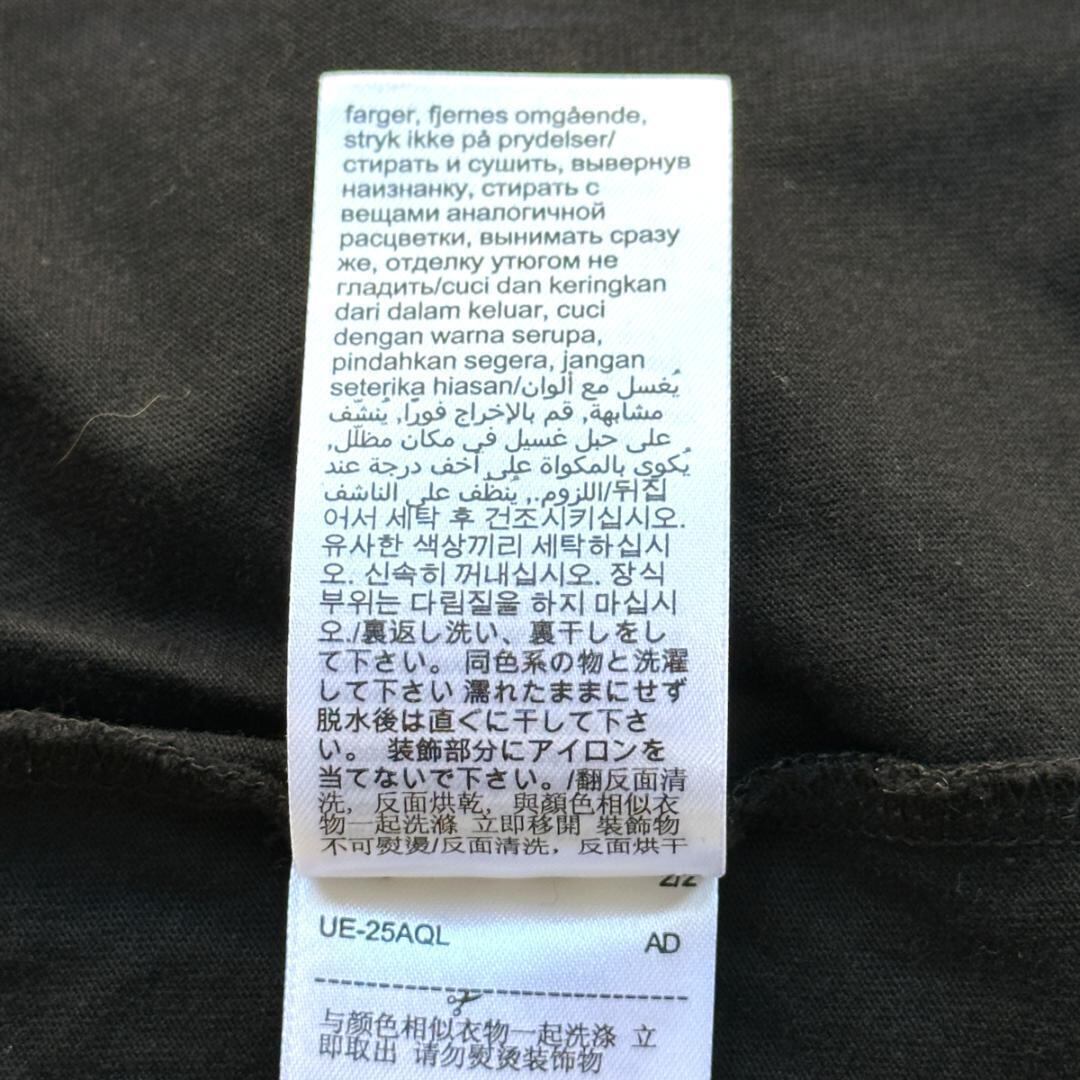 farger, fjernes omgående,
stryk ikke på prydelser/
стирать и сушить, вывернув
наизнанку, стирать с
вещами аналогичной
расцветки, вынимать сразу
же, отделку утюгом не
гладить/cuci dan keringkan
dari dalam keluar, cuci
dengan warna serupa,
pindahkan segera, jangan
seterika hiasan/يُغسل مع ألوان
مشابهة, قم بالإخراج فورًا, يُنشَّف
على حبل غسيل في مكان مظلّل,
يُكوى بالمكواة على أخف درجة عند
اللزوم,. يُنظَّف على الناشف/뒤집
어서 세탁 후 건조시키십시오.
유사한 색상끼리 세탁하십시
오. 신속히 꺼내십시오. 장식
부위는 다림질을 하지 마십시
오./裏返し洗い、裏干しをし
て下さい。 同色系の物と洗濯
して下さい 濡れたままにせず
脱水後は直ぐに干して下さ
い。 装飾部分にアイロンを
当てないで下さい。/翻反面清
洗，反面烘乾，與顏色相似衣
物一起洗滌 立即移開 裝飾物
不可熨燙/反面清洗，反面烘干
2/2
UE-25AQL AD
与颜色相似衣物一起洗涤 立
即取出 请勿熨烫装饰物